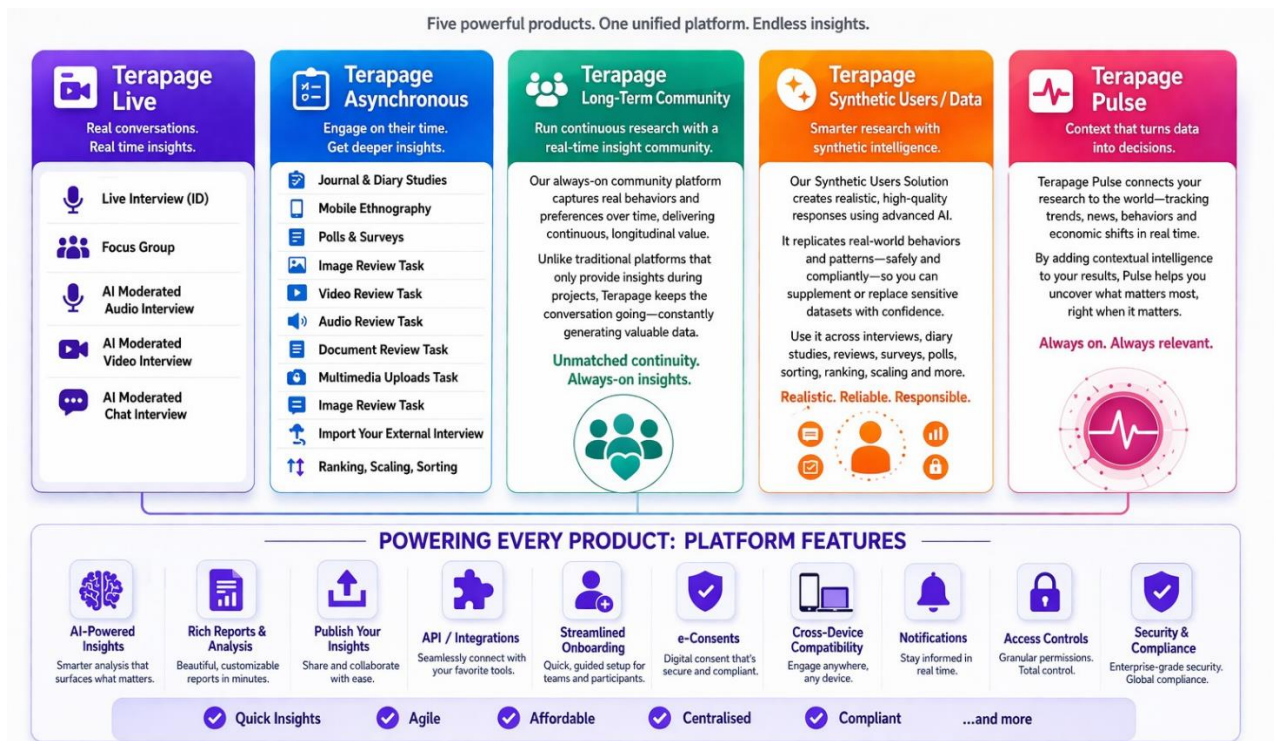 Five powerful products. One unified platform. Endless insights.
Terapage
Live
Real conversations.
Real time insights.
Live Interview (ID)
Focus Group
AI Moderated
Audio Interview
AI Moderated
Video Interview
AI Moderated
Chat Interview
Terapage
Asynchronous
Engage on their time.
Get deeper insights.
Journal & Diary Studies
Mobile Ethnography
Polls & Surveys
Image Review Task
Video Review Task
Audio Review Task
Document Review Task
Multimedia Uploads Task
Image Review Task
Import Your External Interview
Ranking, Scaling, Sorting
Terapage
Long-Term Community
Run continuous research with a
real-time insight community.
Our always-on community platform
captures real behaviors and
preferences over time, delivering
continuous, longitudinal value.
Unlike traditional platforms that
only provide insights during
projects, Terapage keeps the
conversation going—constantly
generating valuable data.
Unmatched continuity.
Always-on insights.
Terapage
Synthetic Users / Data
Smarter research with
synthetic intelligence.
Our Synthetic Users Solution
creates realistic, high-quality
responses using advanced AI.
It replicates real-world behaviors
and patterns—safely and
compliantly—so you can
supplement or replace sensitive
datasets with confidence.
Use it across interviews, diary
studies, reviews, surveys, polls,
sorting, ranking, scaling and more.
Realistic. Reliable. Responsible.
Terapage
Pulse
Context that turns data
into decisions.
Terapage Pulse connects your
research to the world—tracking
trends, news, behaviors and
economic shifts in real time.
By adding contextual intelligence
to your results, Pulse helps you
uncover what matters most,
right when it matters.
Always on. Always relevant.
POWERING EVERY PRODUCT: PLATFORM FEATURES
AI-Powered
Insights
Smarter analysis that
surfaces what matters.
Rich Reports &
Analysis
Beautiful, customizable
reports in minutes.
Publish Your
Insights
Share and collaborate
with ease.
API / Integrations
Seamlessly connect with
your favorite tools.
Streamlined
Onboarding
Quick, guided setup for
teams and participants.
e-Consents
Digital consent that's
secure and compliant.
Cross-Device
Compatibility
Engage anywhere,
any device.
Notifications
Stay informed in
real time.
Access Controls
Granular permissions.
Total control.
Security &
Compliance
Enterprise-grade security.
Global compliance.
Quick Insights
Agile
Affordable
Centralised
Compliant
...and more